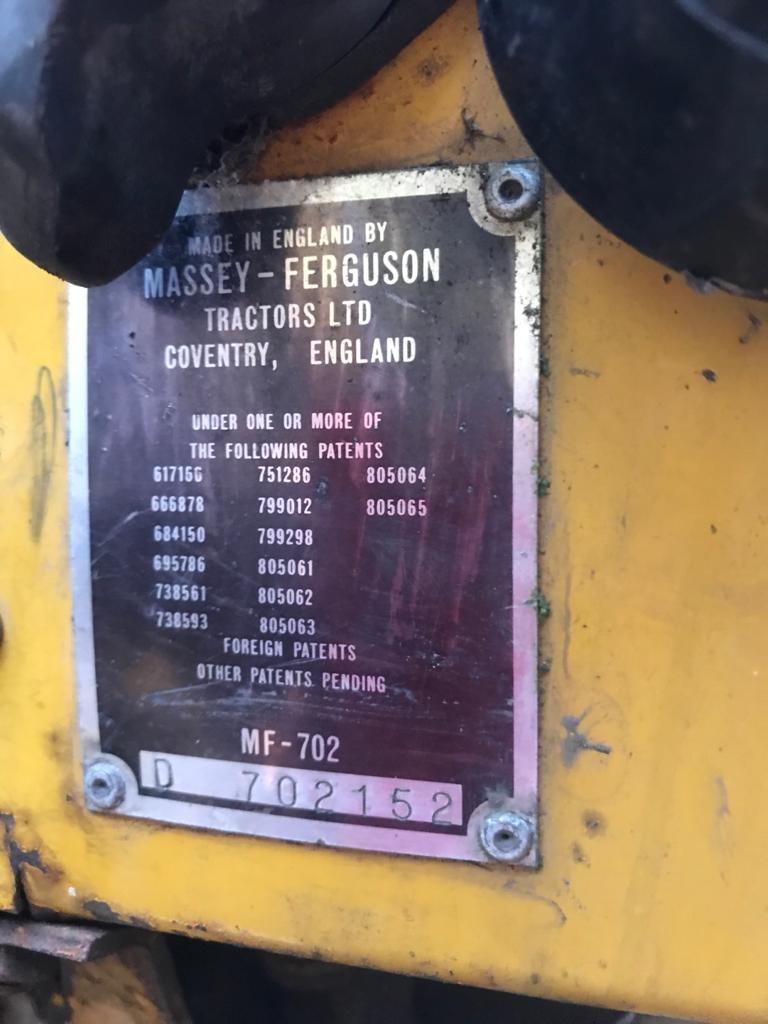 MADE IN ENGLAND BY
MASSEY-FERGUSON
TRACTORS LTD
COVENTRY, ENGLAND
UNDER ONE OR MORE OF
THE FOLLOWING PATENTS
617166 751286 805064
666878 799012 805065
684150 799298
695786 805061
738561 805062
738593 805063
FOREIGN PATENTS
OTHER PATENTS PENDING
MF-702
D 702152